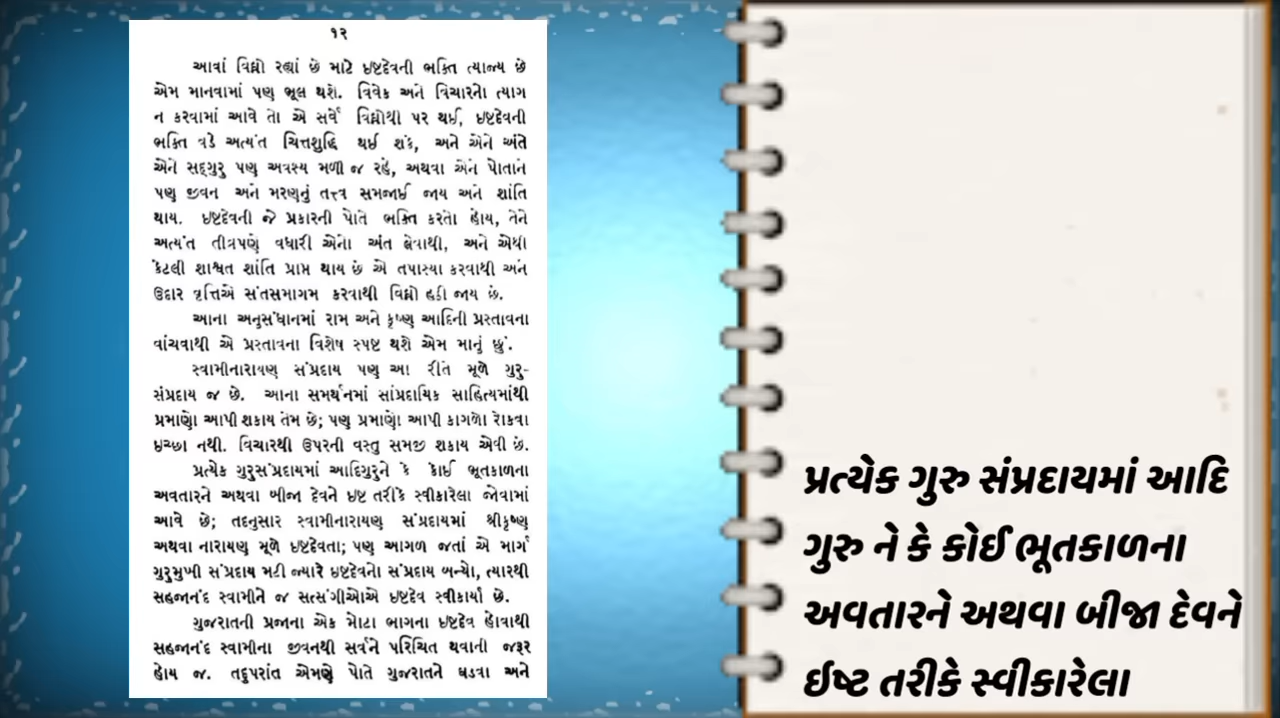 ૧૨
આવાં વિઘ્નો રહ્યાં છે માટે ઇષ્ટદેવની ભક્તિ ત્યાજ્ય છે
એમ માનવામાં પણ ભૂલ થશે. વિવેક અને વિચારનો ત્યાગ
ન કરવામાં આવે તો એ સર્વે વિઘ્નોથી પર થઈ, ઇષ્ટદેવની
ભક્તિ વડે અત્યંત ચિત્તશુદ્ધિ થઈ શકે, અને એને અંતે
એને સદ્‌ગુરુ પણ અવશ્ય મળી જ રહે, અથવા એને પોતાને
પણ જીવન અને મરણનું તત્ત્વ સમજાઈ જાય અને શાંતિ
થાય. ઇષ્ટદેવની જે પ્રકારની પોતે ભક્તિ કરતો હોય, તેને
અત્યંત તીવ્રપણે વધારી એનો અંત લેવાથી, અને એથી
કેટલી શાશ્વત શાંતિ પ્રાપ્ત થાય છે એ તપાસ્યા કરવાથી અને
ઉદાર વૃત્તિએ સંતસમાગમ કરવાથી વિઘ્નો હઠી જાય છે.
આના અનુસંધાનમાં રામ અને કૃષ્ણ આદિની પ્રસ્તાવના
વાંચવાથી એ પ્રસ્તાવના વિશેષ સ્પષ્ટ થશે એમ માનું છું.
સ્વામીનારાયણ સંપ્રદાય પણ આ રીતે મૂળે ગુરુ-
સંપ્રદાય જ છે. આના સમર્થનમાં સાંપ્રદાયિક સાહિત્યમાંથી
પ્રમાણો આપી શકાય તેમ છે; પણ પ્રમાણો આપી કાગળો રોકવા
ઇચ્છા નથી. વિચારથી ઉપરની વસ્તુ સમજી શકાય એવી છે.
પ્રત્યેક ગુરુસંપ્રદાયમાં આદિગુરુને કે કોઈ ભૂતકાળના
અવતારને અથવા બીજા દેવને ઇષ્ટ તરીકે સ્વીકારેલા જોવામાં
આવે છે; તદનુસાર સ્વામીનારાયણ સંપ્રદાયમાં શ્રીકૃષ્ણ
અથવા નારાયણ મૂળે ઇષ્ટદેવતા; પણ આગળ જતાં એ માર્ગ
ગુરુમુખી સંપ્રદાય મટી જ્યારે ઇષ્ટદેવનો સંપ્રદાય બન્યો, ત્યારથી
સહજાનંદ સ્વામીને જ સત્સંગીઓએ ઇષ્ટદેવ સ્વીકાર્યા છે.
ગુજરાતની પ્રજાના એક મોટા ભાગના ઇષ્ટદેવ હોવાથી
સહજાનંદ સ્વામીના જીવનથી સર્વને પરિચિત થવાની જરૂર
હોય જ. તદુપરાંત એમણે પોતે ગુજરાતને ઘડવા અને
પ્રત્યેક ગુરુ સંપ્રદાયમાં આદિ
ગુરુ ને કે કોઈ ભૂતકાળના
અવતારને અથવા બીજા દેવને
ઈષ્ટ તરીકે સ્વીકારેલા